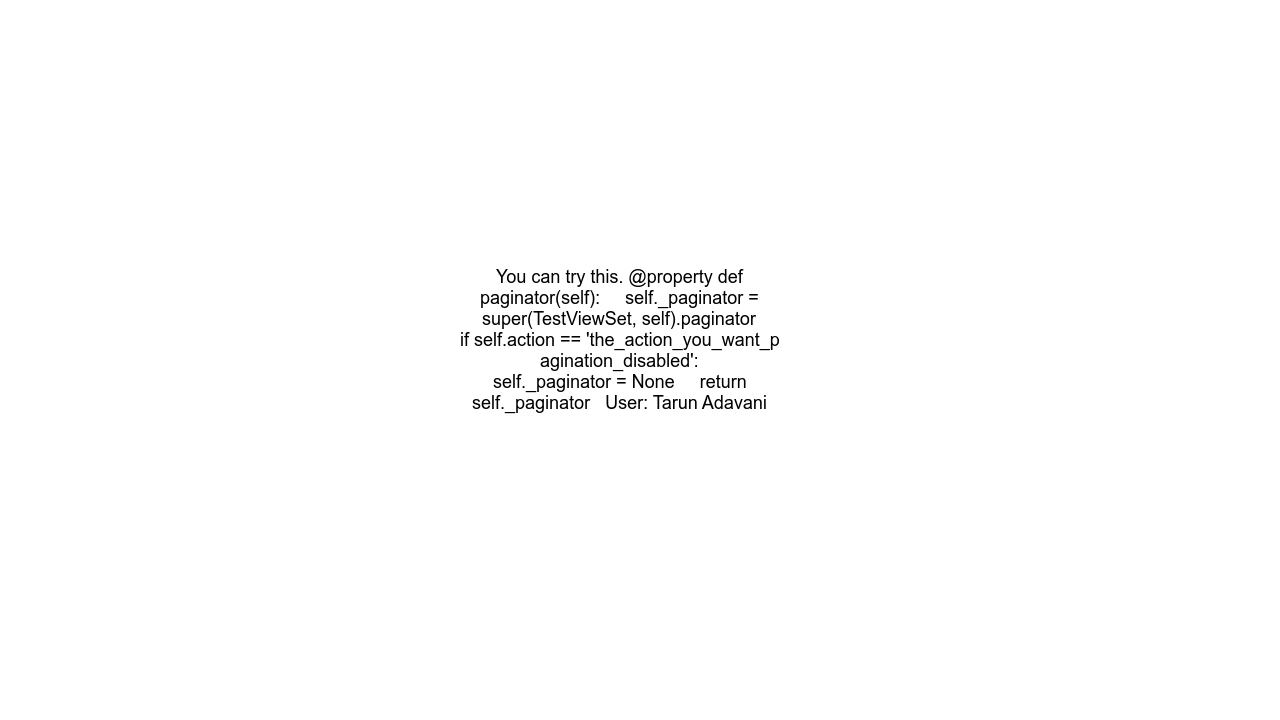 You can try this. @property def
paginator(self):     self._paginator =
super(TestViewSet, self).paginator
if self.action == 'the_action_you_want_p
agination_disabled':
self._paginator = None     return
self._paginator   User: Tarun Adavani